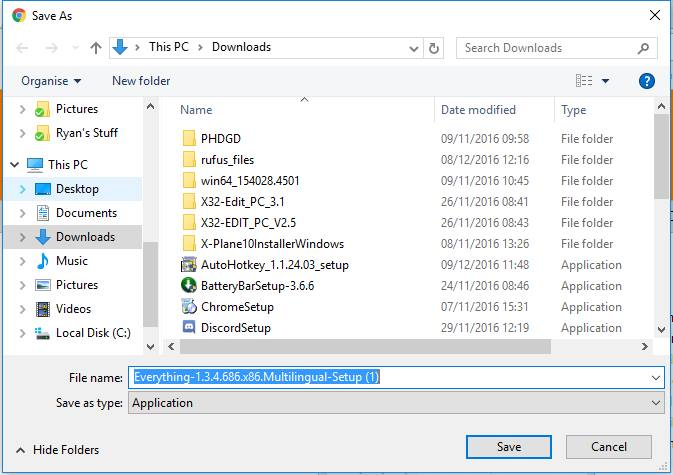 Save As
This PC > Downloads
Search Downloads
Organise New folder
?
Pictures
Ryan's Stuff
This PC
Desktop
Documents
Downloads
Music
Pictures
Videos
Local Disk (C:)
Name Date modified Type
PHDGD 09/11/2016 09:58 File folder
rufus_files 08/12/2016 12:16 File folder
win64_154028.4501 09/11/2016 10:45 File folder
X32-Edit_PC_3.1 26/11/2016 08:41 File folder
X32-EDIT_PC_V2.5 26/11/2016 08:43 File folder
X-Plane10InstallerWindows 08/11/2016 13:26 File folder
AutoHotkey_1.1.24.03_setup 09/12/2016 11:48 Application
BatteryBarSetup-3.6.6 24/11/2016 08:46 Application
ChromeSetup 07/11/2016 15:31 Application
DiscordSetup 29/11/2016 12:19 Application
File name: Everything-1.3.4.686.x86.Multilingual-Setup (1)
Save as type: Application
Hide Folders
Save
Cancel